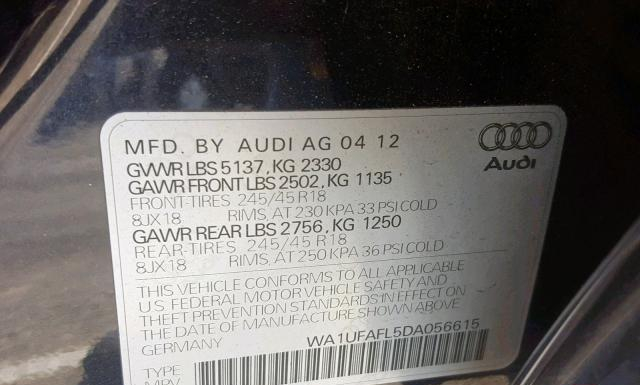 MFD. BY AUDI AG 04 12
GVWR LBS 5137, KG 2330
GAWR FRONT LBS 2502, KG 1135
FRONT-TIRES 245/45 R18
8JX18 RIMS, AT 230 KPA 33 PSI COLD
GAWR REAR LBS 2756, KG 1250
REAR-TIRES 245/45 R18
8JX18 RIMS, AT 250 KPA 36 PSI COLD
Audi
THIS VEHICLE CONFORMS TO ALL APPLICABLE
U.S. FEDERAL MOTOR VEHICLE SAFETY AND
THEFT PREVENTION STANDARDS IN EFFECT ON
THE DATE OF MANUFACTURE SHOWN ABOVE.
GERMANY WA1UFAFL5DA056615
TYPE
MPV